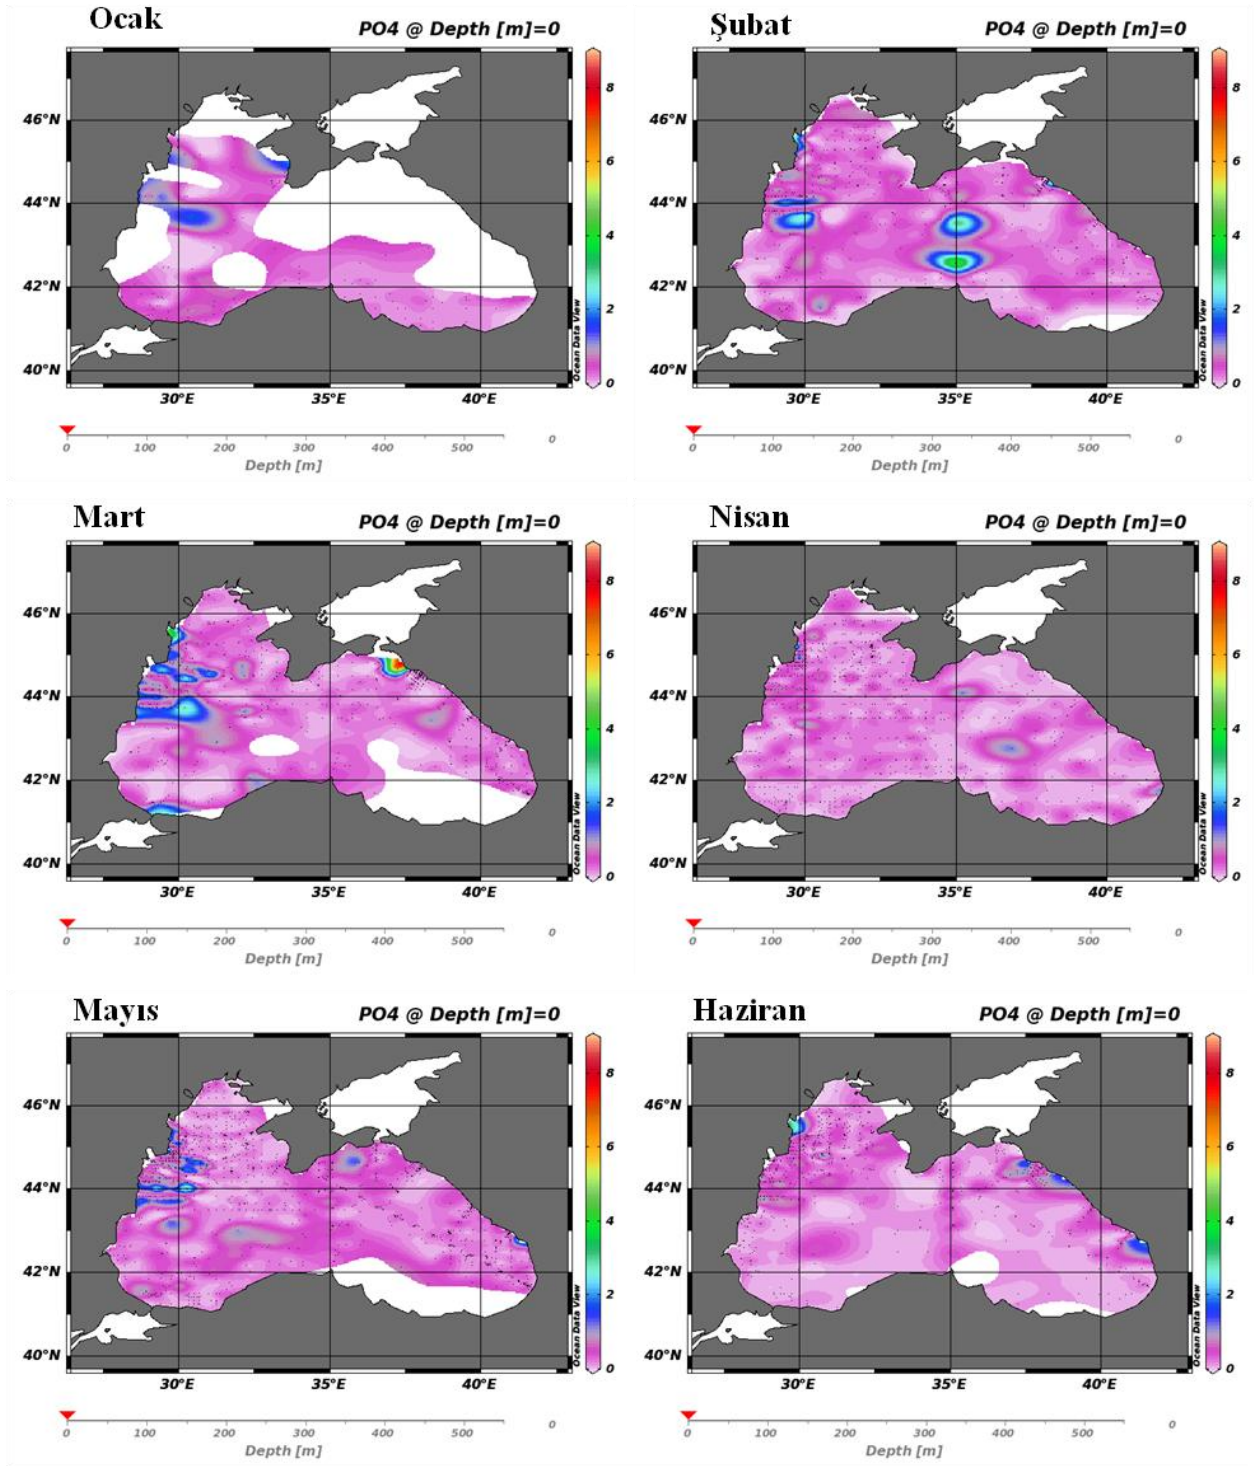 Ocak
PO4 @ Depth [m]=0
46°N
44°N
42°N
40°N
30°E
35°E
40°E
8
6
4
2
0
Ocean Data View
0
100
200
300
400
500
0
Depth [m]
Şubat
PO4 @ Depth [m]=0
46°N
44°N
42°N
40°N
30°E
35°E
40°E
8
6
4
2
0
Ocean Data View
0
100
200
300
400
500
0
Depth [m]
Mart
PO4 @ Depth [m]=0
46°N
44°N
42°N
40°N
30°E
35°E
40°E
8
6
4
2
0
Ocean Data View
0
100
200
300
400
500
0
Depth [m]
Nisan
PO4 @ Depth [m]=0
46°N
44°N
42°N
40°N
30°E
35°E
40°E
8
6
4
2
0
Ocean Data View
0
100
200
300
400
500
0
Depth [m]
Mayıs
PO4 @ Depth [m]=0
46°N
44°N
42°N
40°N
30°E
35°E
40°E
8
6
4
2
0
Ocean Data View
0
100
200
300
400
500
0
Depth [m]
Haziran
PO4 @ Depth [m]=0
46°N
44°N
42°N
40°N
30°E
35°E
40°E
8
6
4
2
0
Ocean Data View
0
100
200
300
400
500
0
Depth [m]